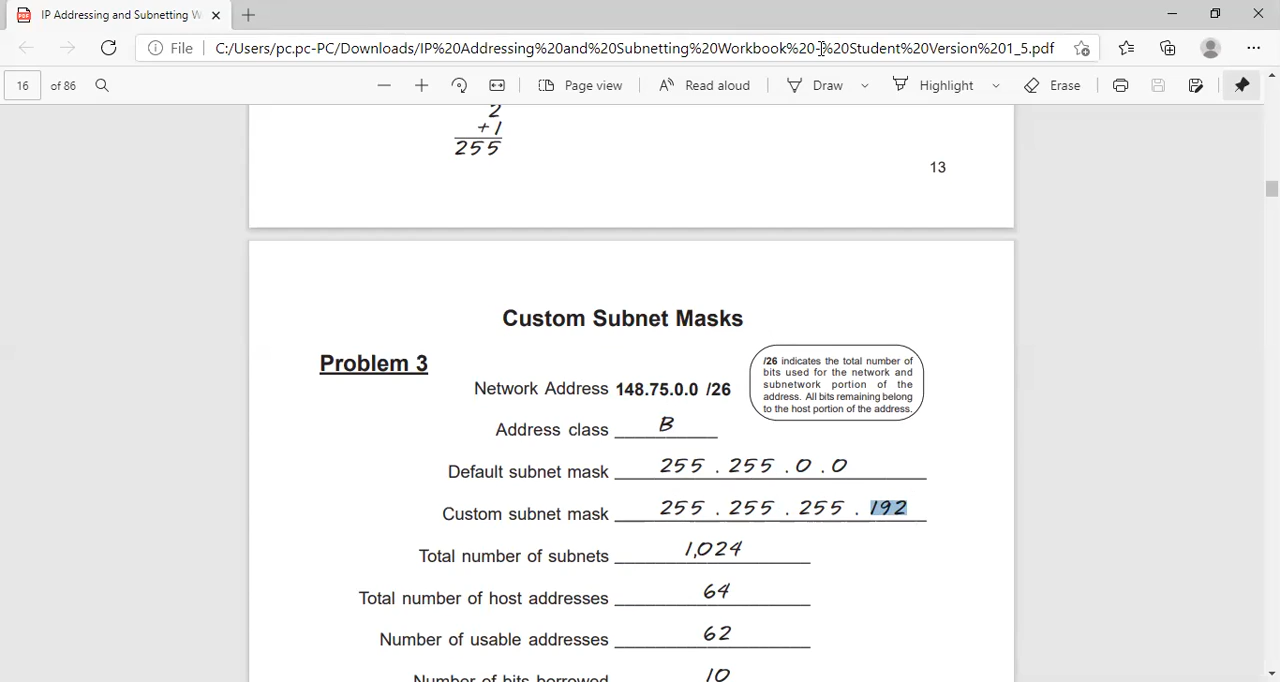 IP Addressing and Subnetting W
File C:/Users/pc.pc-PC/Downloads/IP%20Addressing%20and%20Subnetting%20Workbook%20-%20Student%20Version%201_5.pdf
16 of 86 Page view Read aloud Draw Highlight Erase
2
+1
255
13
Custom Subnet Masks
Problem 3
Network Address 148.75.0.0 /26
/26 indicates the total number of
bits used for the network and
subnetwork portion of the
address. All bits remaining belong
to the host portion of the address.
Address class B
Default subnet mask 255 . 255 . 0 . 0
Custom subnet mask 255 . 255 . 255 . 192
Total number of subnets 1,024
Total number of host addresses 64
Number of usable addresses 62
Number of bits borrowed 10